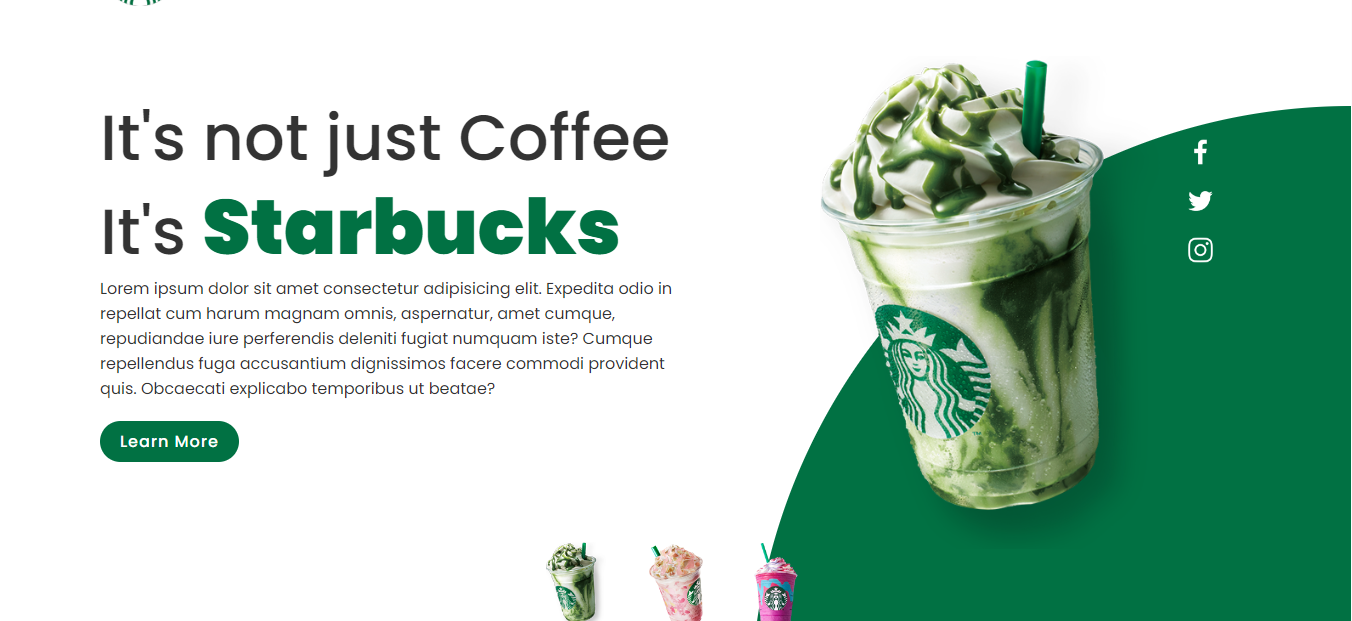 It's not just Coffee
It's Starbucks
Lorem ipsum dolor sit amet consectetur adipisicing elit. Expedita odio in
repellat cum harum magnam omnis, aspernatur, amet cumque,
repudiandae iure perferendis deleniti fugiat numquam iste? Cumque
repellendus fuga accusantium dignissimos facere commodi provident
quis. Obcaecati explicabo temporibus ut beatae?
Learn More